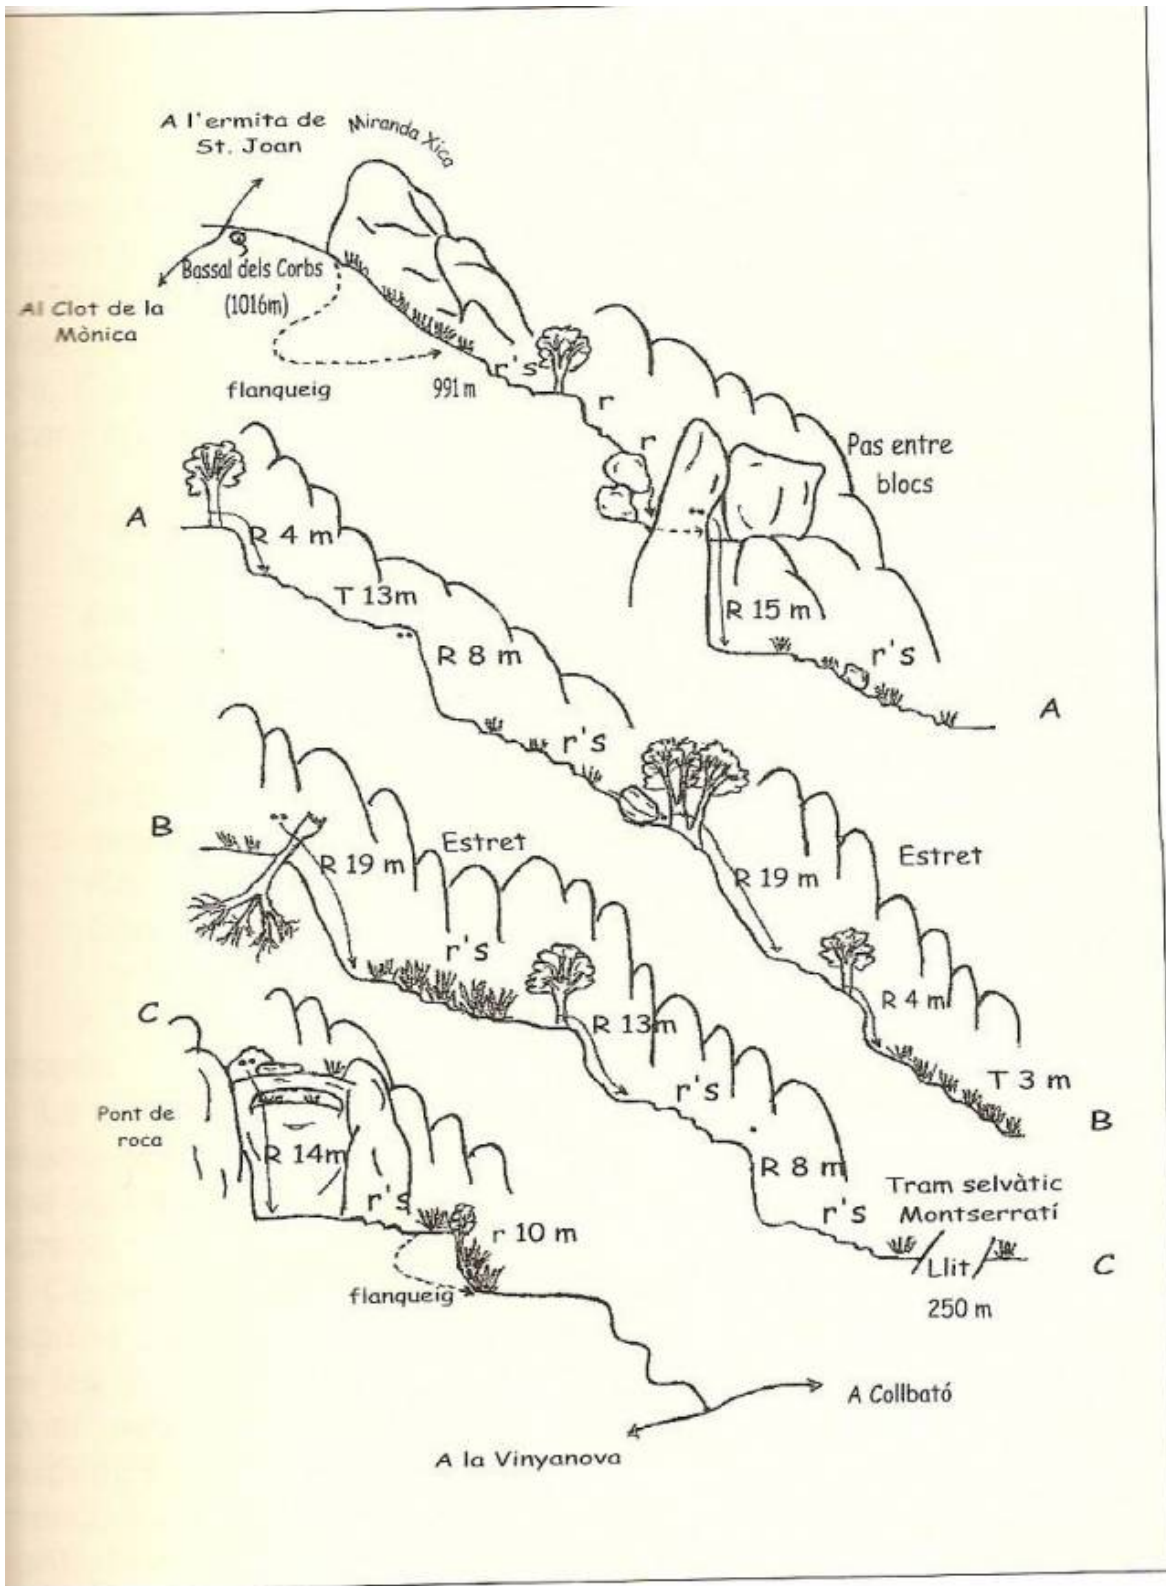 A l'ermita de
St. Joan
Miranda Xica
Bassal dels Corbs
(1016m)
Al Clot de la
Mònica
flanqueig
991 m
r's
r
r
Pas entre
blocs
R 15 m
r's
A
A
R 4 m
T 13m
R 8 m
r's
Estret
R 19 m
R 4 m
T 3 m
B
B
Estret
R 19 m
r's
R 13m
r's
R 8 m
r's
Tram selvàtic
Montserratí
Llit
250 m
C
C
Pont de
roca
R 14m
r's
r 10 m
flanqueig
A Collbató
A la Vinyanova